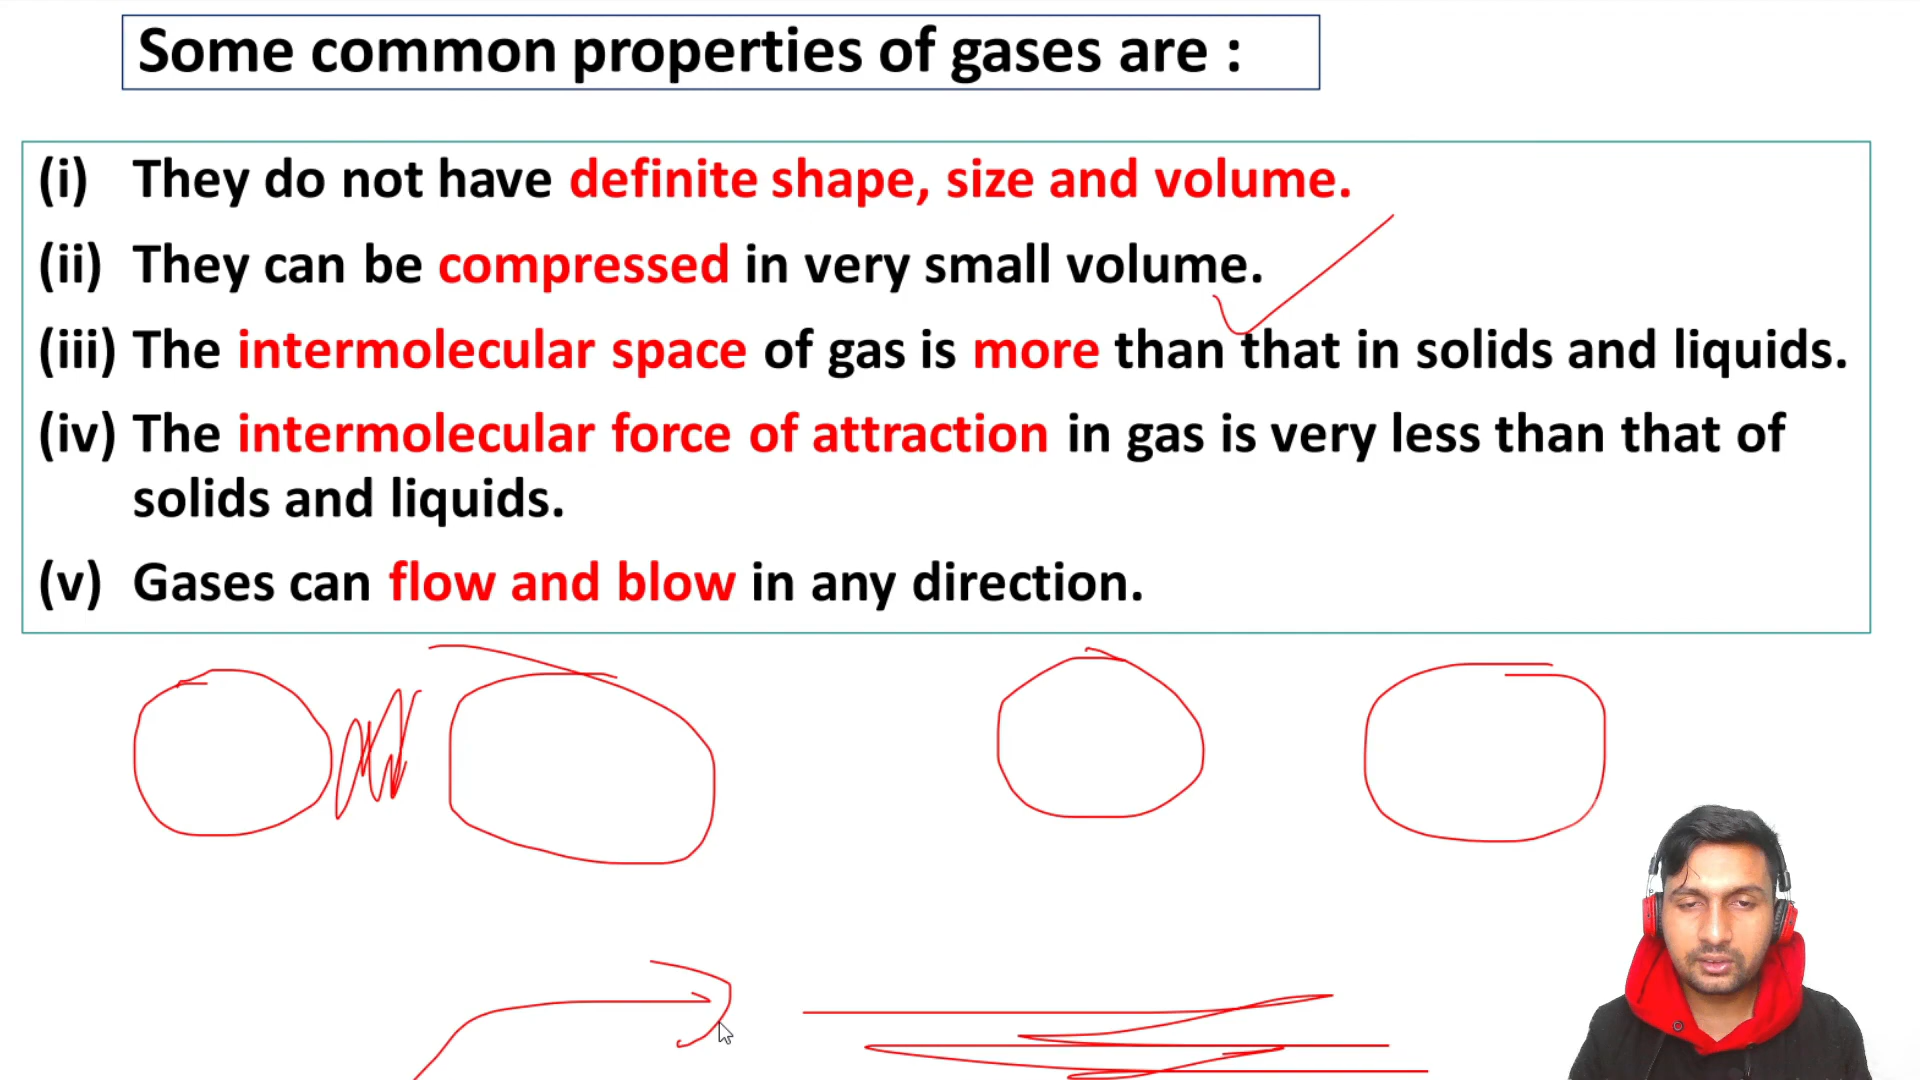 Some common properties of gases are :
(i) They do not have definite shape, size and volume.
(ii) They can be compressed in very small volume.
(iii) The intermolecular space of gas is more than that in solids and liquids.
(iv) The intermolecular force of attraction in gas is very less than that of
solids and liquids.
(v) Gases can flow and blow in any direction.